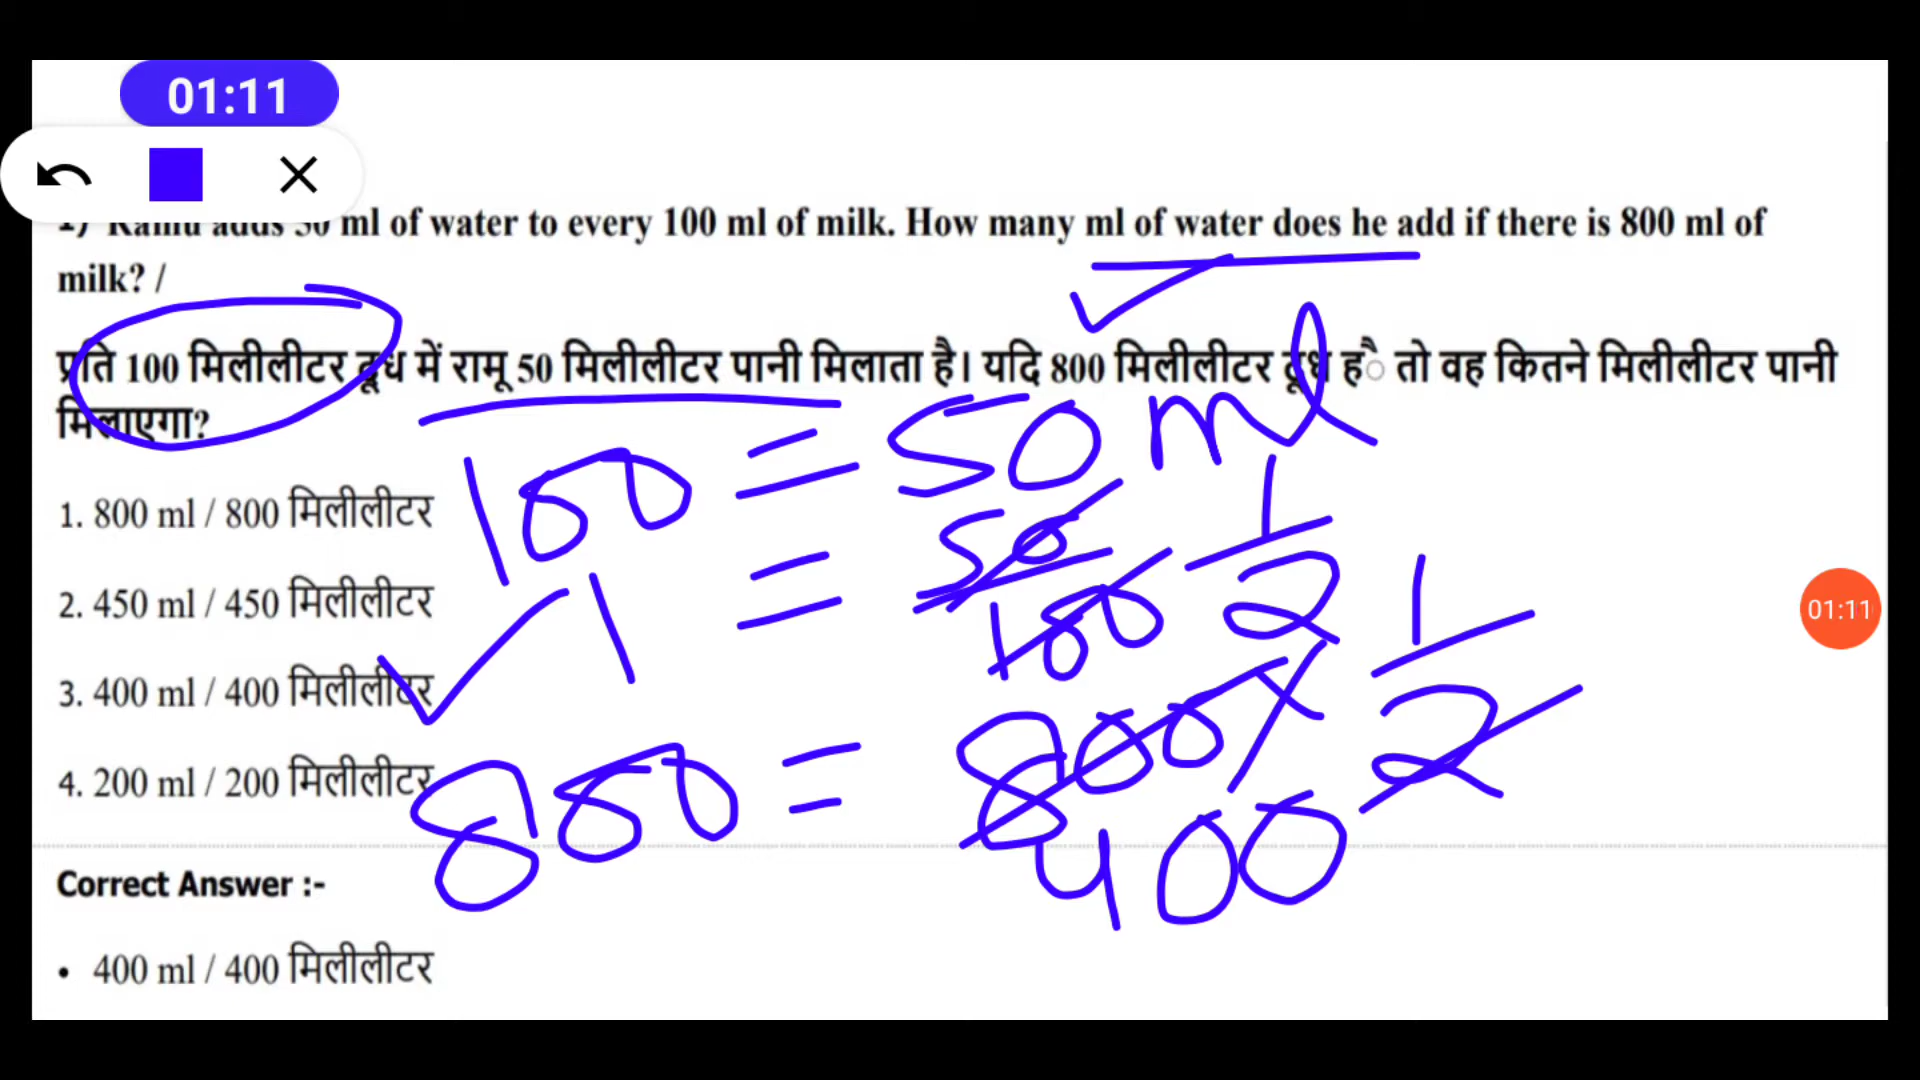 01:11
1) Ramu adds 50 ml of water to every 100 ml of milk. How many ml of water does he add if there is 800 ml of
milk? /
प्रति 100 मिलीलीटर दूध में रामू 50 मिलीलीटर पानी मिलाता है। यदि 800 मिलीलीटर दूध है तो वह कितने मिलीलीटर पानी
मिलाएगा?
100 = 50 ml
1. 800 ml / 800 मिलीलीटर
1 = 50/100 1/2
2. 450 ml / 450 मिलीलीटर
01:11
3. 400 ml / 400 मिलीलीटर
800 = 800 x 1/2
4. 200 ml / 200 मिलीलीटर
400
Correct Answer :-
• 400 ml / 400 मिलीलीटर